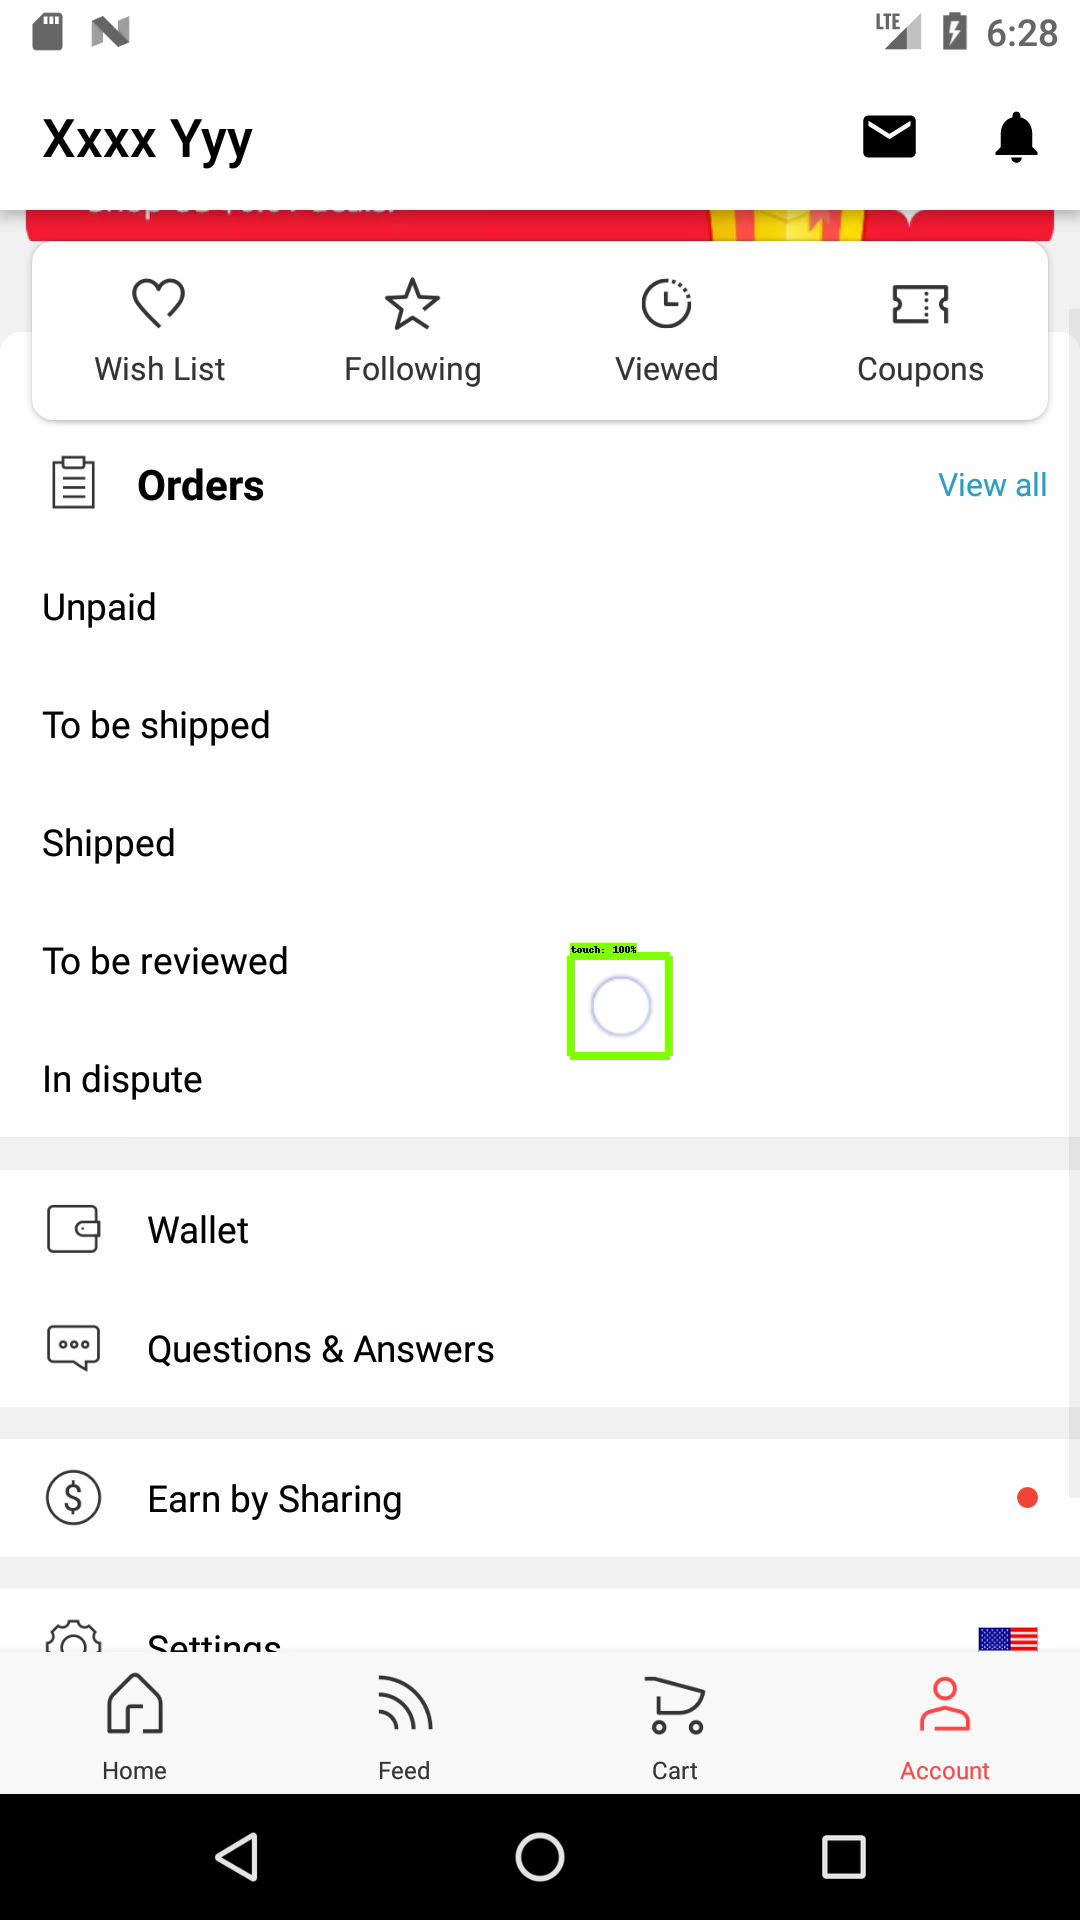 LTE 6:28
Xxxx Yyy
Wish List Following Viewed Coupons
Orders View all
Unpaid
To be shipped
Shipped
To be reviewed
touch: 100%
In dispute
Wallet
Questions & Answers
Earn by Sharing
Settings
Home Feed Cart Account